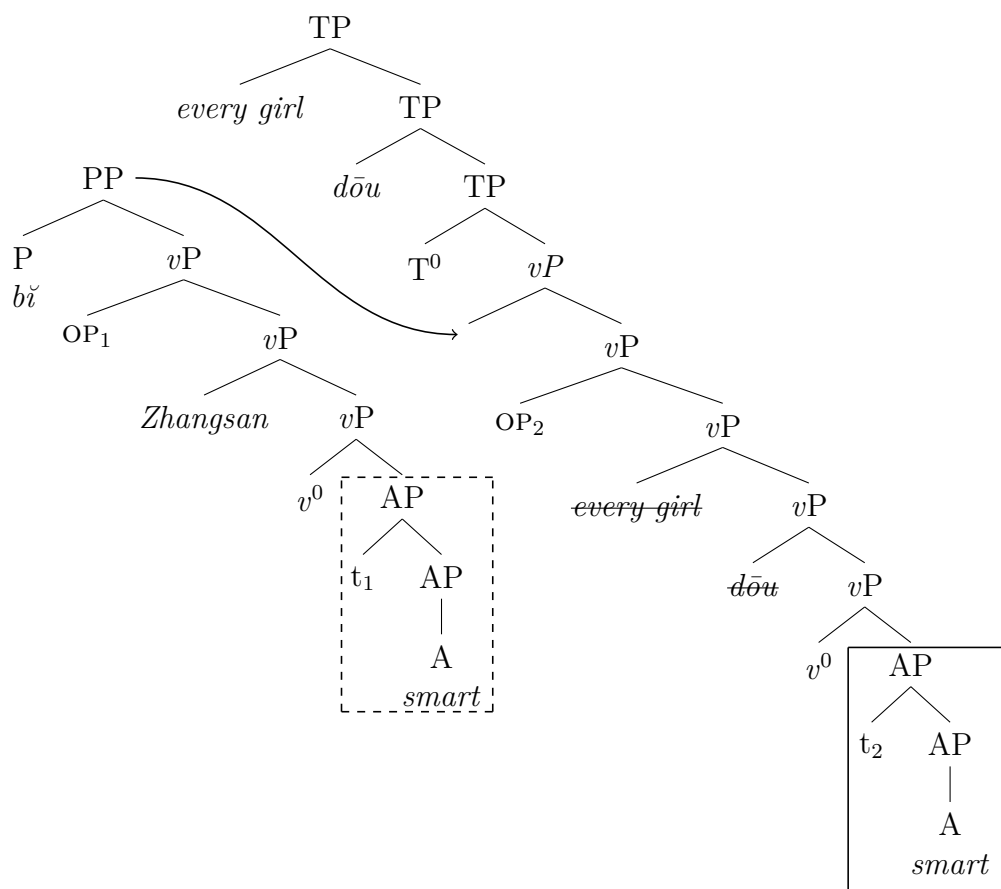 TP
every girl TP
PP dōu TP
P vP T⁰ vP
bǐ
OP₁ vP vP
Zhangsan vP OP₂ vP
v⁰ AP every girl vP
t₁ AP dōu vP
A v⁰ AP
smart
t₂ AP
A
smart